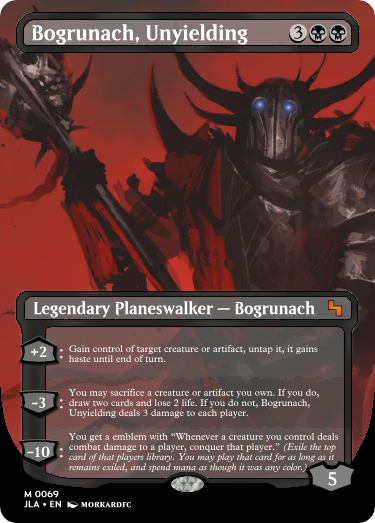 Bogrunach, Unyielding 3
Legendary Planeswalker — Bogrunach
+2: Gain control of target creature or artifact, untap it, it gains
haste until end of turn.
-3: You may sacrifice a creature or artifact you own. If you do,
draw two cards and lose 2 life. If you do not, Bogrunach,
Unyielding deals 3 damage to each player.
-10: You get a emblem with “Whenever a creature you control deals
combat damage to a player, conquer that player.” (Exile the top
card of that players library. You may play that card for as long as it
remains exiled, and spend mana as though it was any color.)
5
M 0069
JLA • EN MORKARDFC